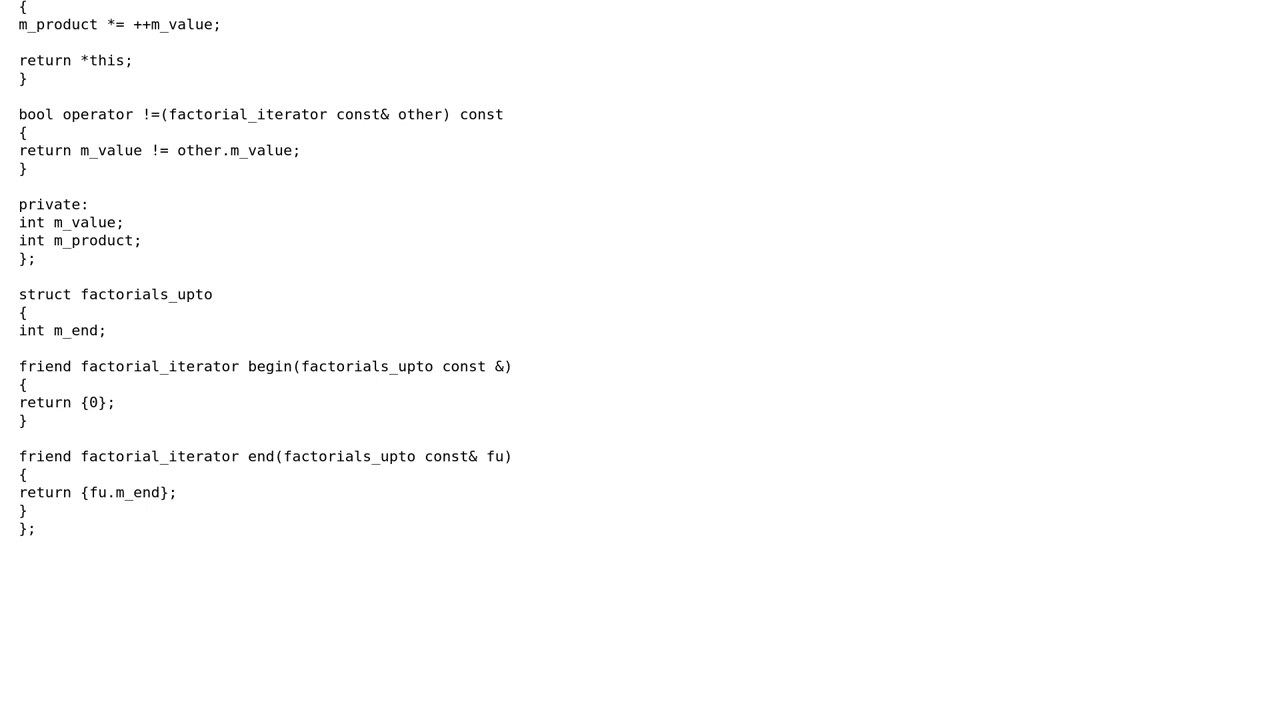 {
m_product *= ++m_value;
return *this;
}
bool operator !=(factorial_iterator const& other) const
{
return m_value != other.m_value;
}
private:
int m_value;
int m_product;
};
struct factorials_upto
{
int m_end;
friend factorial_iterator begin(factorials_upto const &)
{
return {0};
}
friend factorial_iterator end(factorials_upto const& fu)
{
return {fu.m_end};
}
};